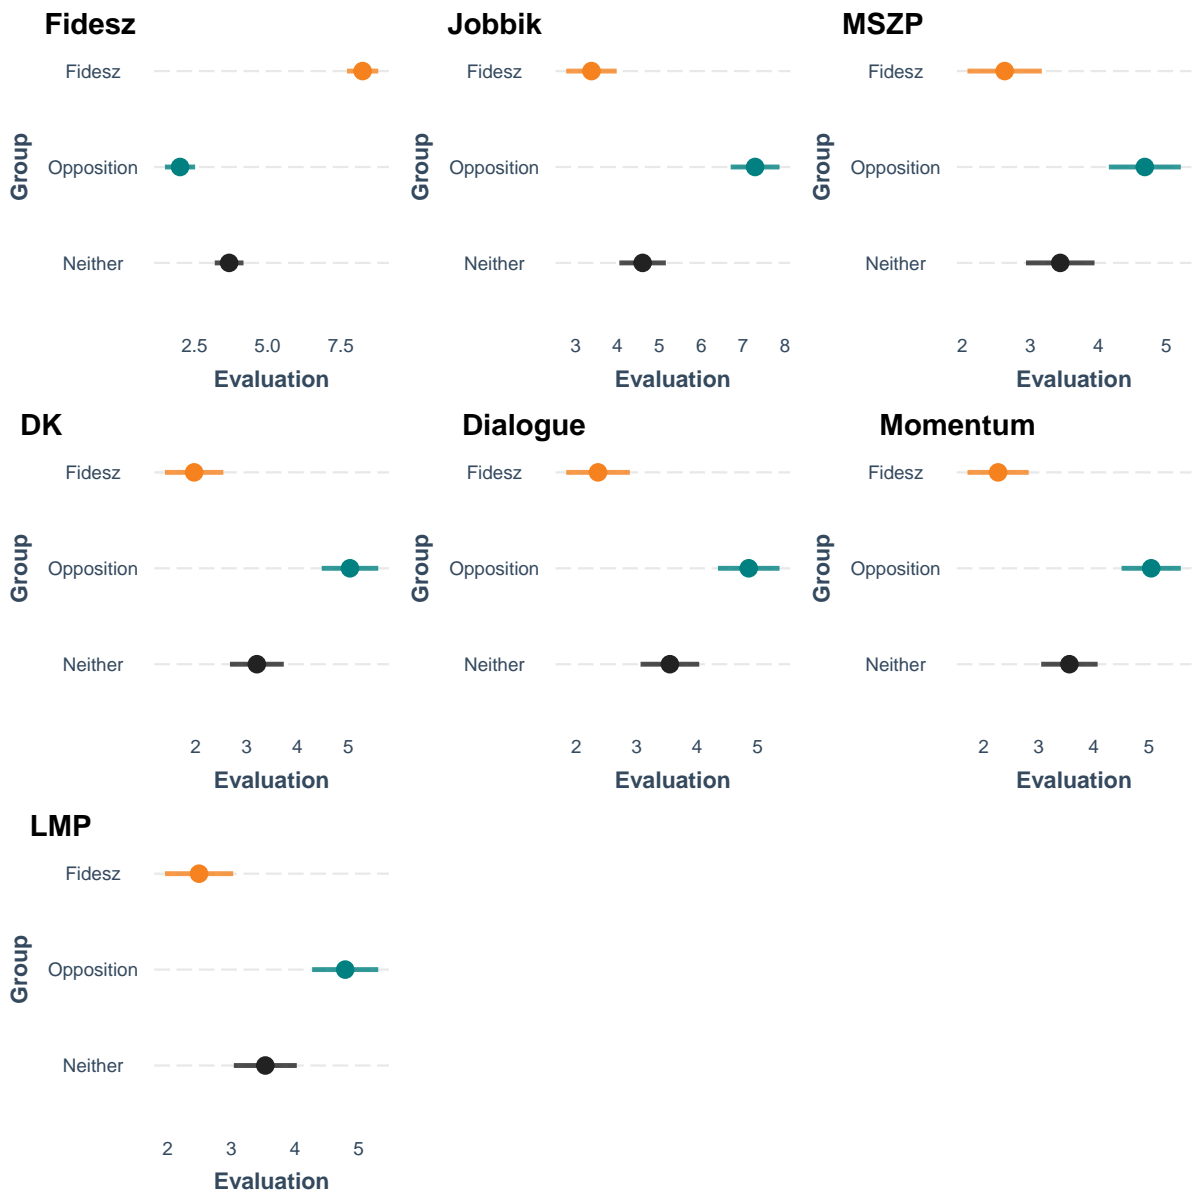 Fidesz
Jobbik
MSZP
Fidesz
Opposition
Neither
Group
2.5 5.0 7.5
Evaluation
Fidesz
Opposition
Neither
Group
3 4 5 6 7 8
Evaluation
Fidesz
Opposition
Neither
Group
2 3 4 5
Evaluation
DK
Dialogue
Momentum
Fidesz
Opposition
Neither
Group
2 3 4 5
Evaluation
Fidesz
Opposition
Neither
Group
2 3 4 5
Evaluation
Fidesz
Opposition
Neither
Group
2 3 4 5
Evaluation
LMP
Fidesz
Opposition
Neither
Group
2 3 4 5
Evaluation